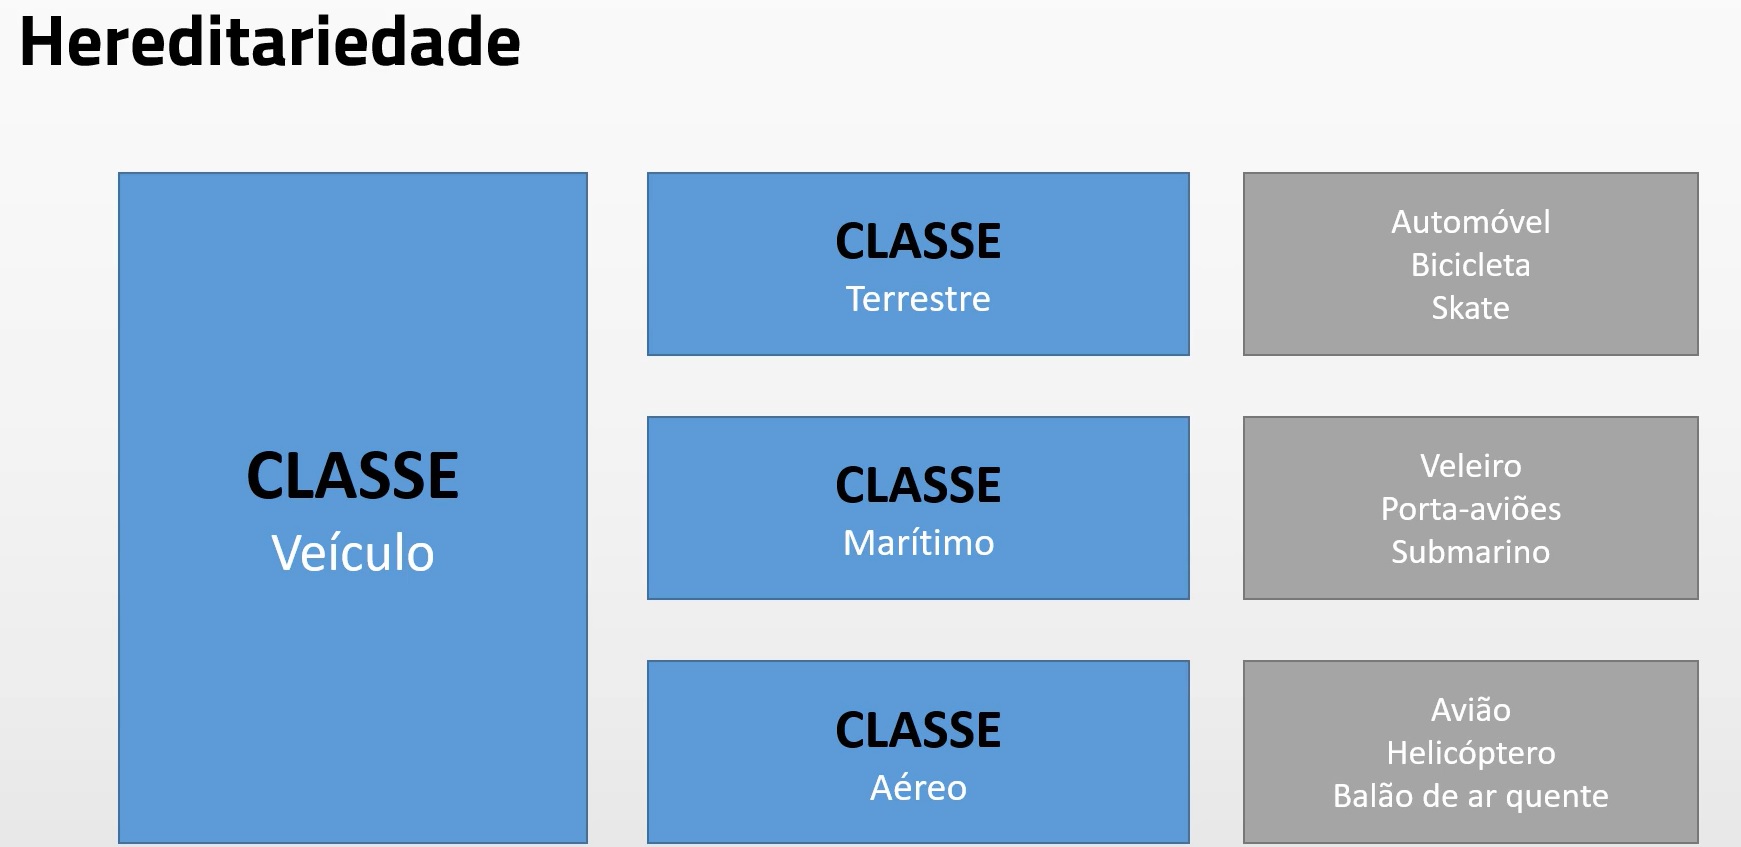 Hereditariedade
CLASSE
Veículo
CLASSE
Terrestre
Automóvel
Bicicleta
Skate
CLASSE
Marítimo
Veleiro
Porta-aviões
Submarino
CLASSE
Aéreo
Avião
Helicóptero
Balão de ar quente